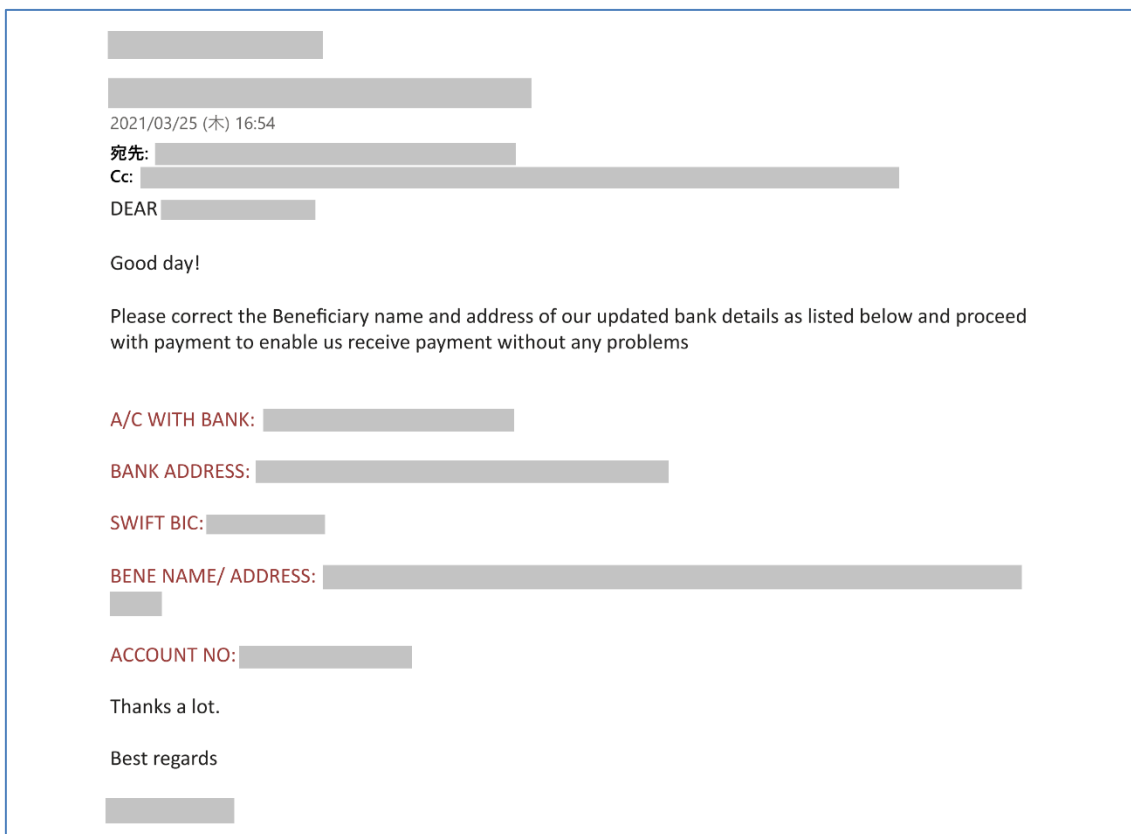 2021/03/25 (木) 16:54
宛先:
Cc:
DEAR
Good day!
Please correct the Beneficiary name and address of our updated bank details as listed below and proceed
with payment to enable us receive payment without any problems
A/C WITH BANK:
BANK ADDRESS:
SWIFT BIC:
BENE NAME/ ADDRESS:
ACCOUNT NO:
Thanks a lot.
Best regards